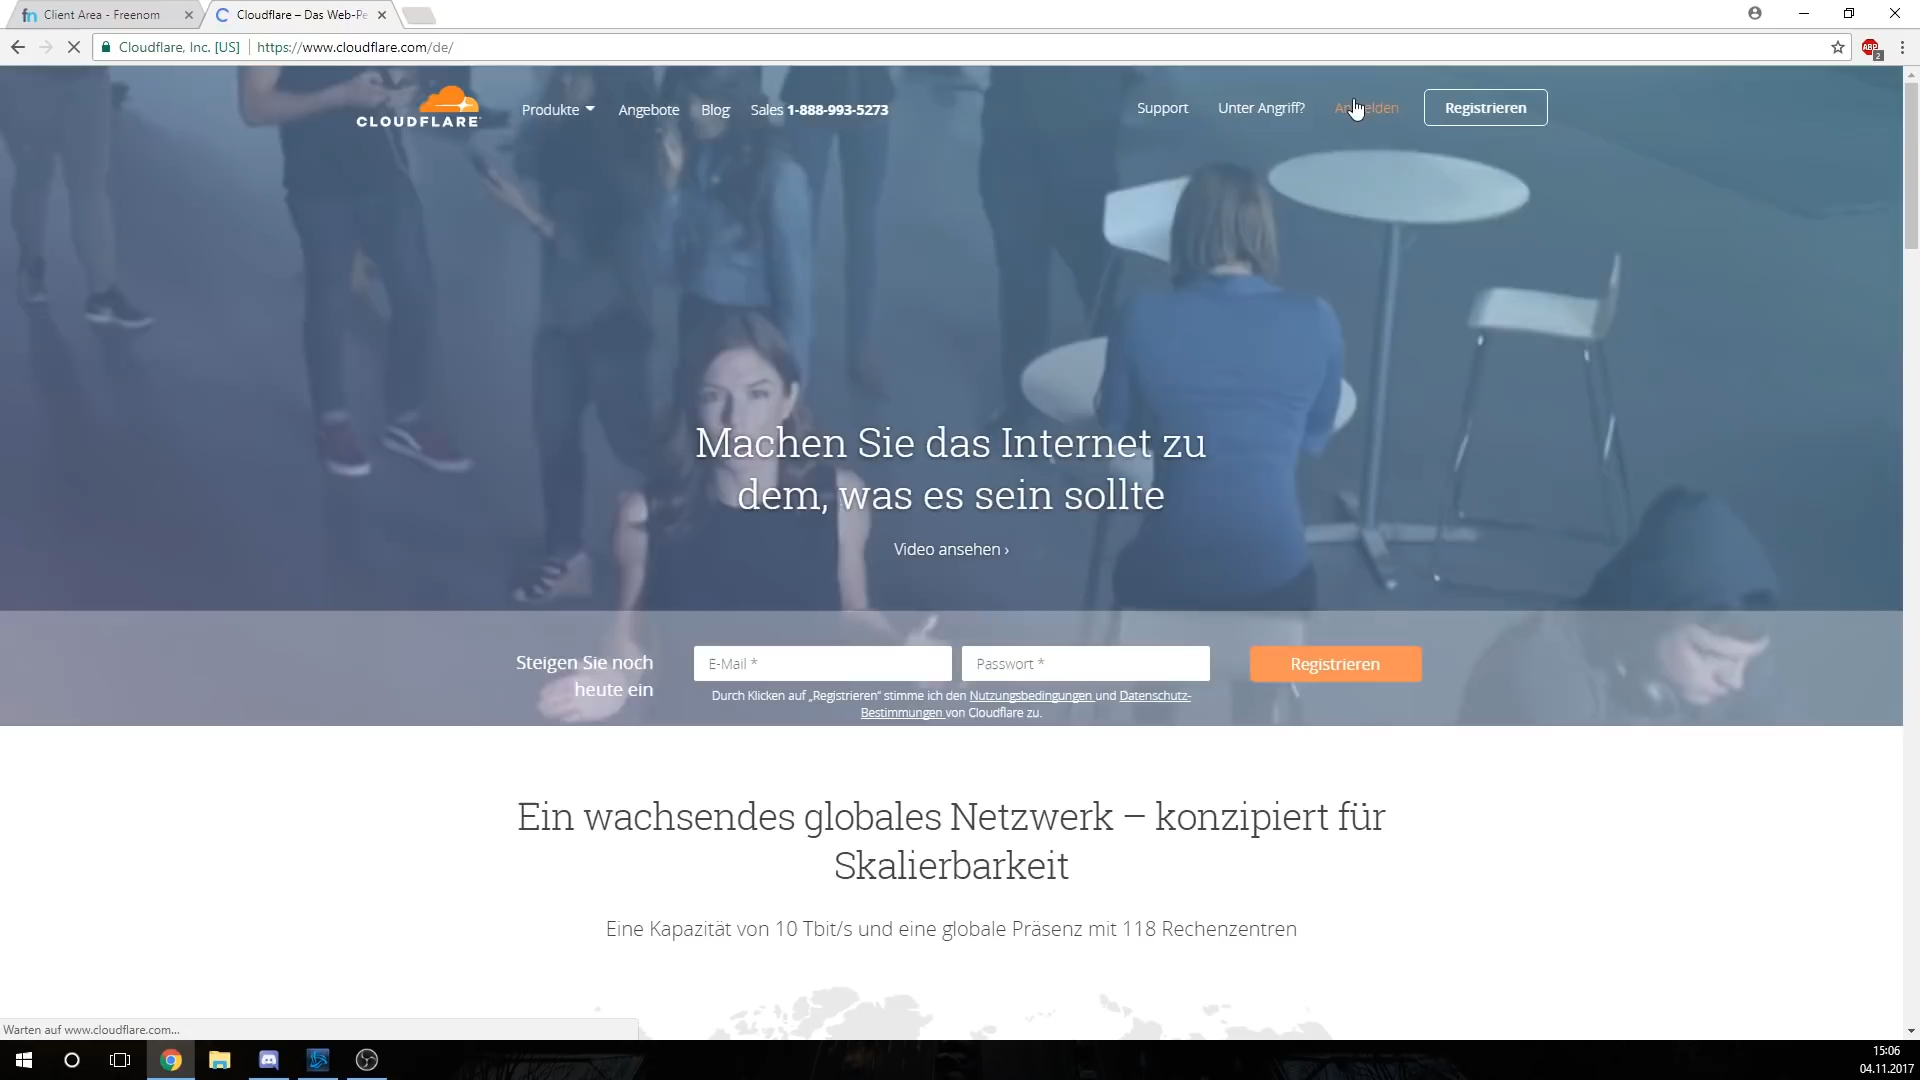 Client Area - Freenom
Cloudflare – Das Web-Pe
Cloudflare, Inc. [US]
https://www.cloudflare.com/de/
ABP
2
CLOUDFLARE
Produkte
Angebote
Blog
Sales 1-888-993-5273
Support
Unter Angriff?
Anmelden
Registrieren
Machen Sie das Internet zu
dem, was es sein sollte
Video ansehen ›
Steigen Sie noch
heute ein
E-Mail *
Passwort *
Registrieren
Durch Klicken auf „Registrieren“ stimme ich den Nutzungsbedingungen und Datenschutz-
Bestimmungen von Cloudflare zu.
Ein wachsendes globales Netzwerk – konzipiert für
Skalierbarkeit
Eine Kapazität von 10 Tbit/s und eine globale Präsenz mit 118 Rechenzentren
Warten auf www.cloudflare.com...
15:06
04.11.2017